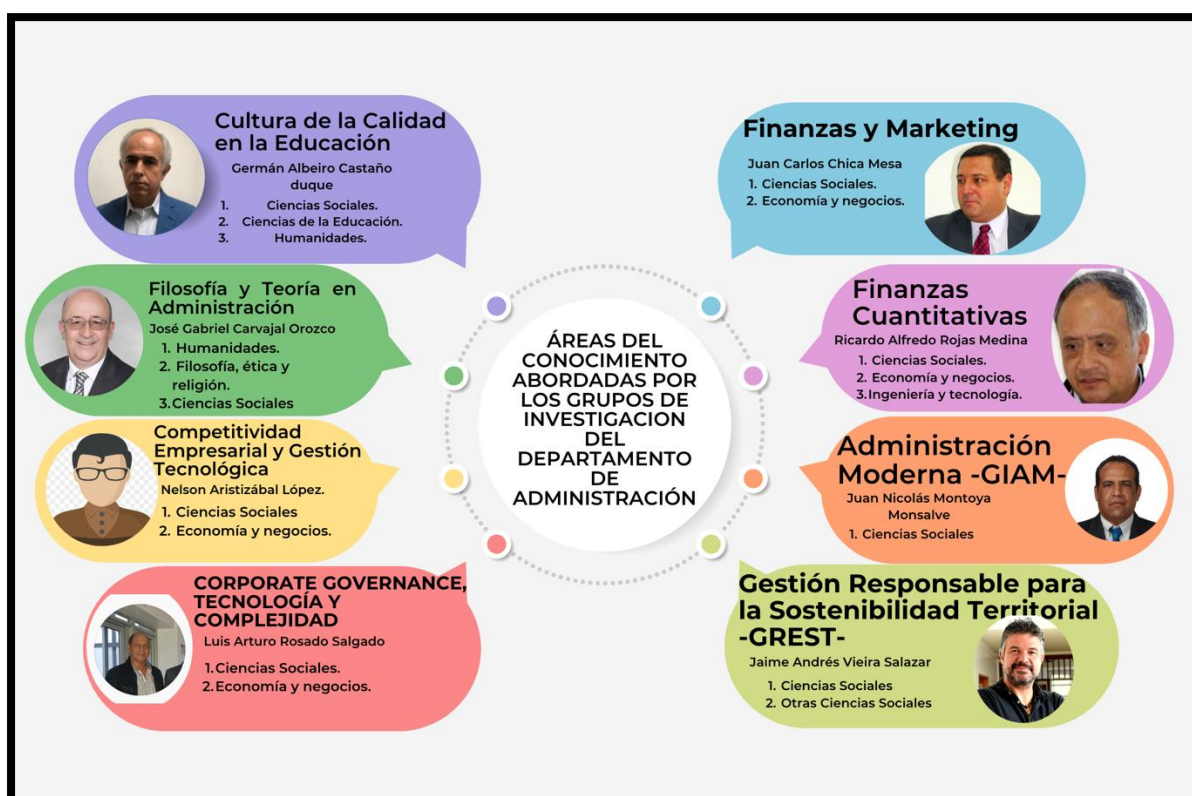 Cultura de la Calidad
en la Educación
Germán Albeiro Castaño
duque
1. Ciencias Sociales.
2. Ciencias de la Educación.
3. Humanidades.
Filosofía y Teoría en
Administración
José Gabriel Carvajal Orozco
1. Humanidades.
2. Filosofía, ética y
religión.
3.Ciencias Sociales
Competitividad
Empresarial y Gestión
Tecnológica
Nelson Aristizábal López.
1. Ciencias Sociales
2. Economía y negocios.
CORPORATE GOVERNANCE,
TECNOLOGÍA Y
COMPLEJIDAD
Luis Arturo Rosado Salgado
1.Ciencias Sociales.
2.Economía y negocios.
ÁREAS DEL
CONOCIMIENTO
ABORDADAS POR
LOS GRUPOS DE
INVESTIGACION
DEL
DEPARTAMENTO
DE
ADMINISTRACIÓN
Finanzas y Marketing
Juan Carlos Chica Mesa
1. Ciencias Sociales.
2. Economía y negocios.
Finanzas
Cuantitativas
Ricardo Alfredo Rojas Medina
1. Ciencias Sociales.
2. Economía y negocios.
3.Ingeniería y tecnología.
Administración
Moderna -GIAM-
Juan Nicolás Montoya
Monsalve
1. Ciencias Sociales
Gestión Responsable para
la Sostenibilidad Territorial
-GREST-
Jaime Andrés Vieira Salazar
1. Ciencias Sociales
2. Otras Ciencias Sociales